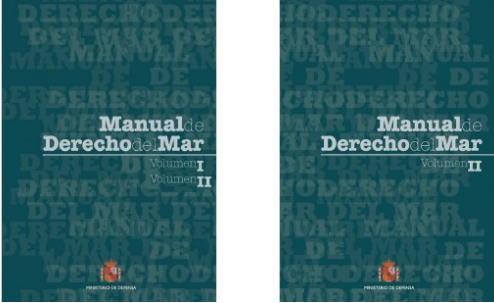 Manual de
Derecho del Mar
Volumen I
Volumen II
MINISTERIO DE DEFENSA
Manual de
Derecho del Mar
Volumen II
MINISTERIO DE DEFENSA